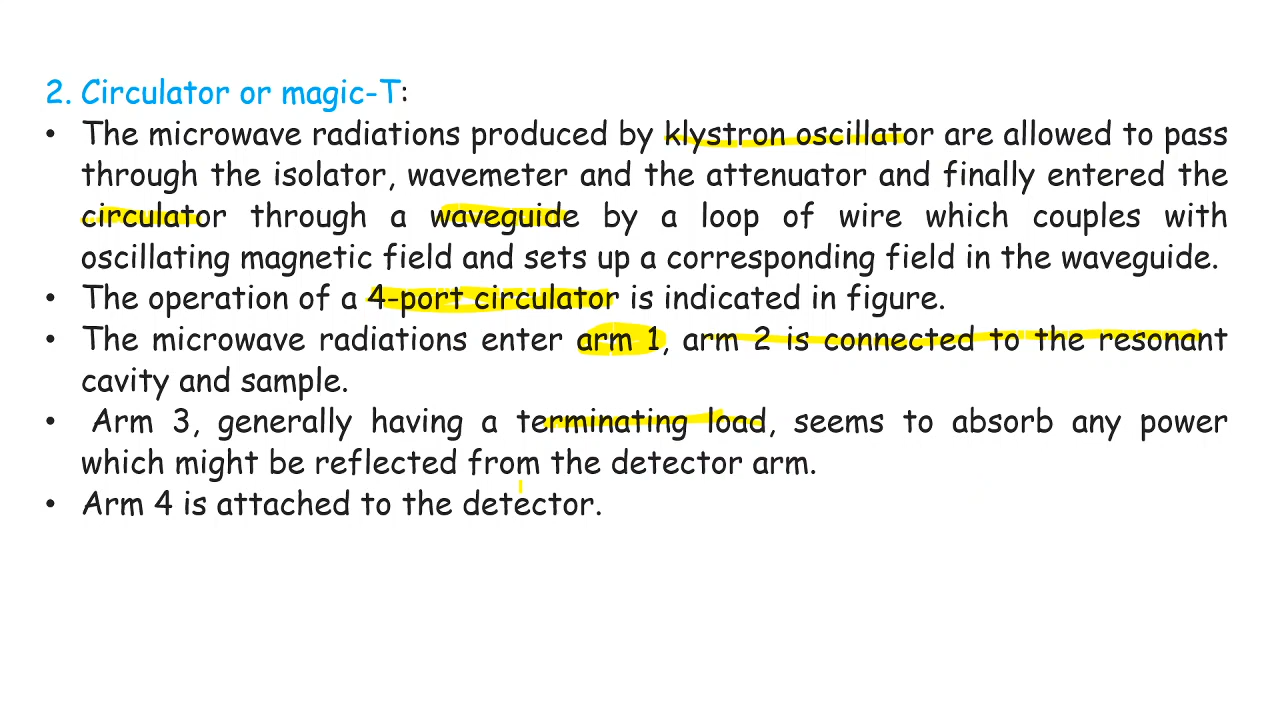 2. Circulator or magic-T:
• The microwave radiations produced by klystron oscillator are allowed to pass
through the isolator, wavemeter and the attenuator and finally entered the
circulator through a waveguide by a loop of wire which couples with
oscillating magnetic field and sets up a corresponding field in the waveguide.
• The operation of a 4-port circulator is indicated in figure.
• The microwave radiations enter arm 1, arm 2 is connected to the resonant
cavity and sample.
• Arm 3, generally having a terminating load, seems to absorb any power
which might be reflected from the detector arm.
• Arm 4 is attached to the detector.